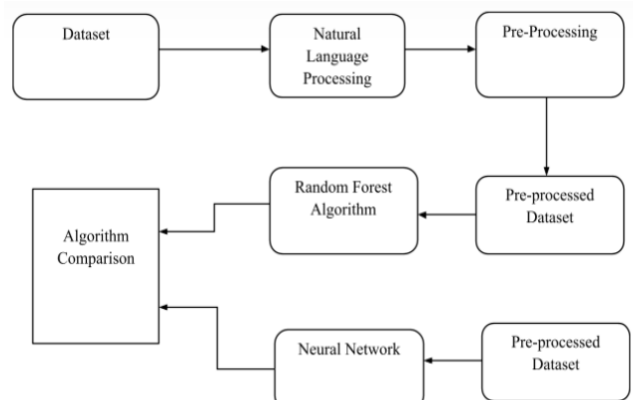 Dataset
Natural
Language
Processing
Pre-Processing
Random Forest
Algorithm
Pre-processed
Dataset
Algorithm
Comparison
Neural Network
Pre-processed
Dataset